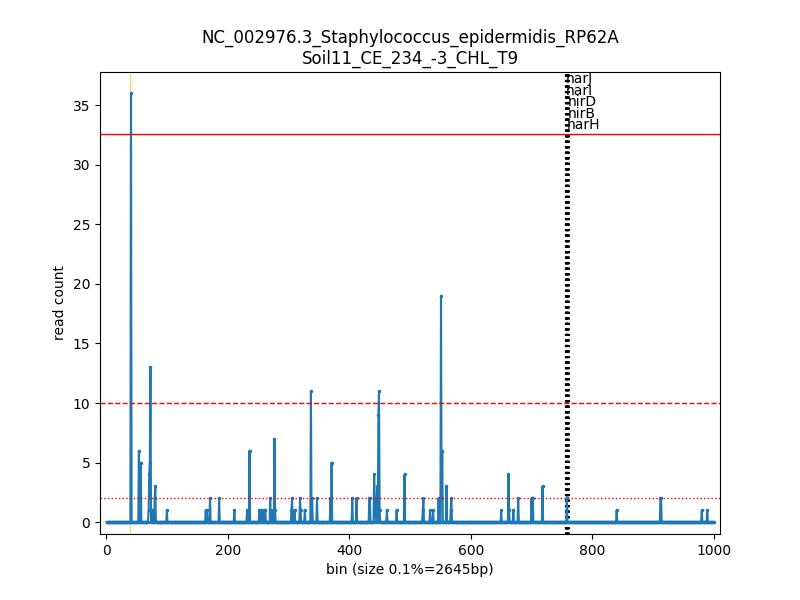 NC_002976.3_Staphylococcus_epidermidis_RP62A
Soil11_CE_234_-3_CHL_T9
narJ
narI
nirD
nirB
narH
read count
35
30
25
20
15
10
5
0
0 200 400 600 800 1000
bin (size 0.1%=2645bp)